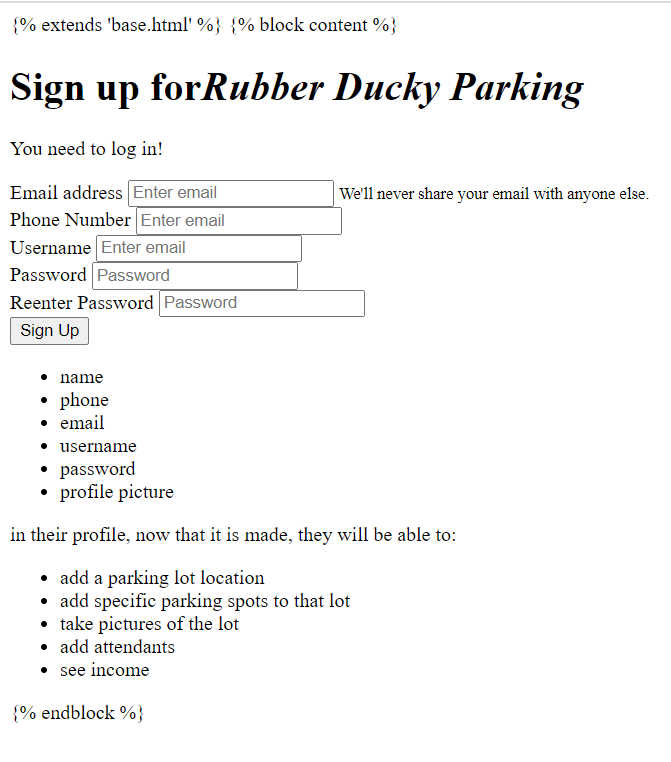 {% extends 'base.html' %} {% block content %}
Sign up forRubber Ducky Parking
You need to log in!
Email address Enter email We'll never share your email with anyone else.
Phone Number Enter email
Username Enter email
Password Password
Reenter Password Password
Sign Up
• name
• phone
• email
• username
• password
• profile picture
in their profile, now that it is made, they will be able to:
• add a parking lot location
• add specific parking spots to that lot
• take pictures of the lot
• add attendants
• see income
{% endblock %}